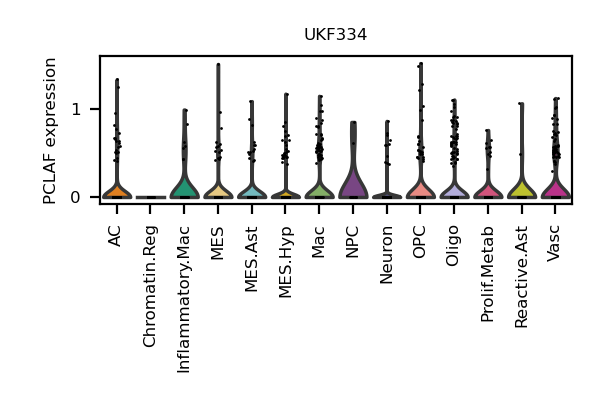 UKF334
PCLAF expression
1
0
AC
Chromatin.Reg
Inflammatory.Mac
MES
MES.Ast
MES.Hyp
Mac
NPC
Neuron
OPC
Oligo
Prolif.Metab
Reactive.Ast
Vasc